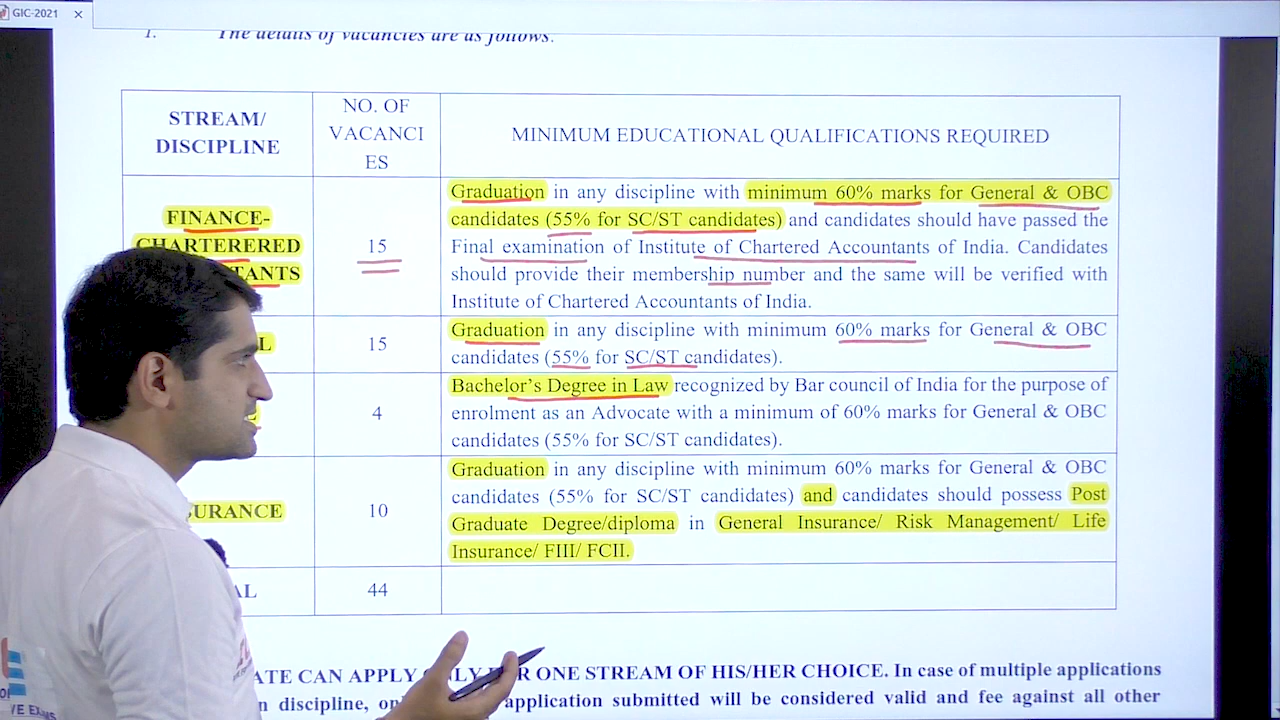 GIC-2021
1. The details of vacancies are as follows.
STREAM/
DISCIPLINE
NO. OF
VACANCI
ES
MINIMUM EDUCATIONAL QUALIFICATIONS REQUIRED
FINANCE-
CHARTERERED
TANTS
15
Graduation in any discipline with minimum 60% marks for General & OBC
candidates (55% for SC/ST candidates) and candidates should have passed the
Final examination of Institute of Chartered Accountants of India. Candidates
should provide their membership number and the same will be verified with
Institute of Chartered Accountants of India.
L
15
Graduation in any discipline with minimum 60% marks for General & OBC
candidates (55% for SC/ST candidates).
4
Bachelor's Degree in Law recognized by Bar council of India for the purpose of
enrolment as an Advocate with a minimum of 60% marks for General & OBC
candidates (55% for SC/ST candidates).
SURANCE
10
Graduation in any discipline with minimum 60% marks for General & OBC
candidates (55% for SC/ST candidates) and candidates should possess Post
Graduate Degree/diploma in General Insurance/ Risk Management/ Life
Insurance/ FIII/ FCII.
AL
44
ATE CAN APPLY ONLY FOR ONE STREAM OF HIS/HER CHOICE. In case of multiple applications
n discipline, application submitted will be considered valid and fee against all other